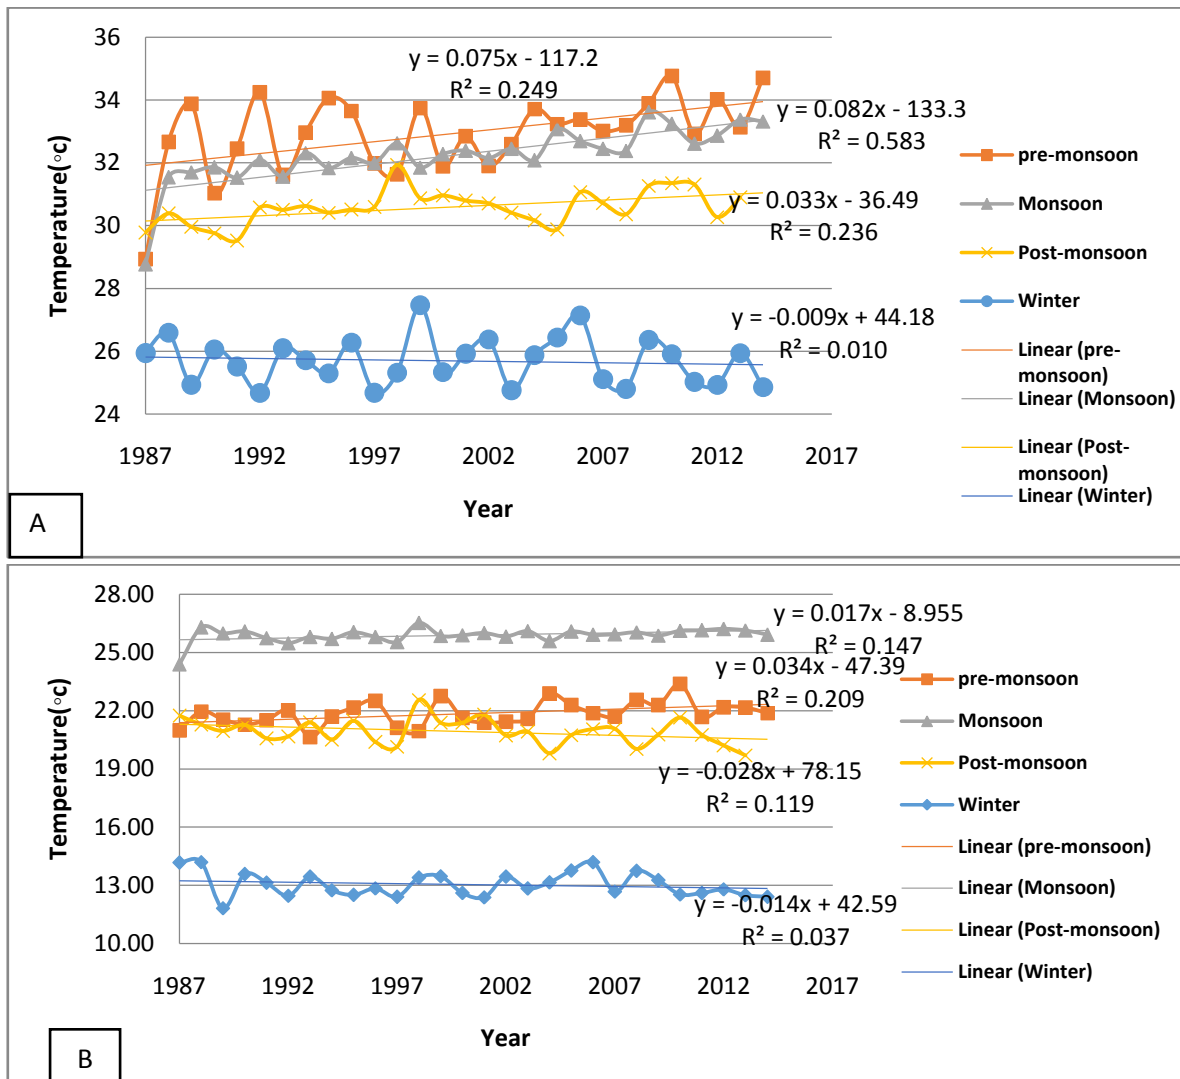 36
34
32
30
28
26
24
Temperature(◦c)
y = 0.075x - 117.2
R² = 0.249
y = 0.082x - 133.3
R² = 0.583
y = 0.033x - 36.49
R² = 0.236
y = -0.009x + 44.18
R² = 0.010
1987 1992 1997 2002 2007 2012 2017
Year
pre-monsoon
Monsoon
Post-monsoon
Winter
Linear (pre-
monsoon)
Linear (Monsoon)
Linear (Post-
monsoon)
Linear (Winter)
A
28.00
25.00
22.00
19.00
16.00
13.00
10.00
Temperature(◦c)
y = 0.017x - 8.955
R² = 0.147
y = 0.034x - 47.39
R² = 0.209
y = -0.028x + 78.15
R² = 0.119
y = -0.014x + 42.59
R² = 0.037
1987 1992 1997 2002 2007 2012 2017
Year
pre-monsoon
Monsoon
Post-monsoon
Winter
Linear (pre-monsoon)
Linear (Monsoon)
Linear (Post-monsoon)
Linear (Winter)
B